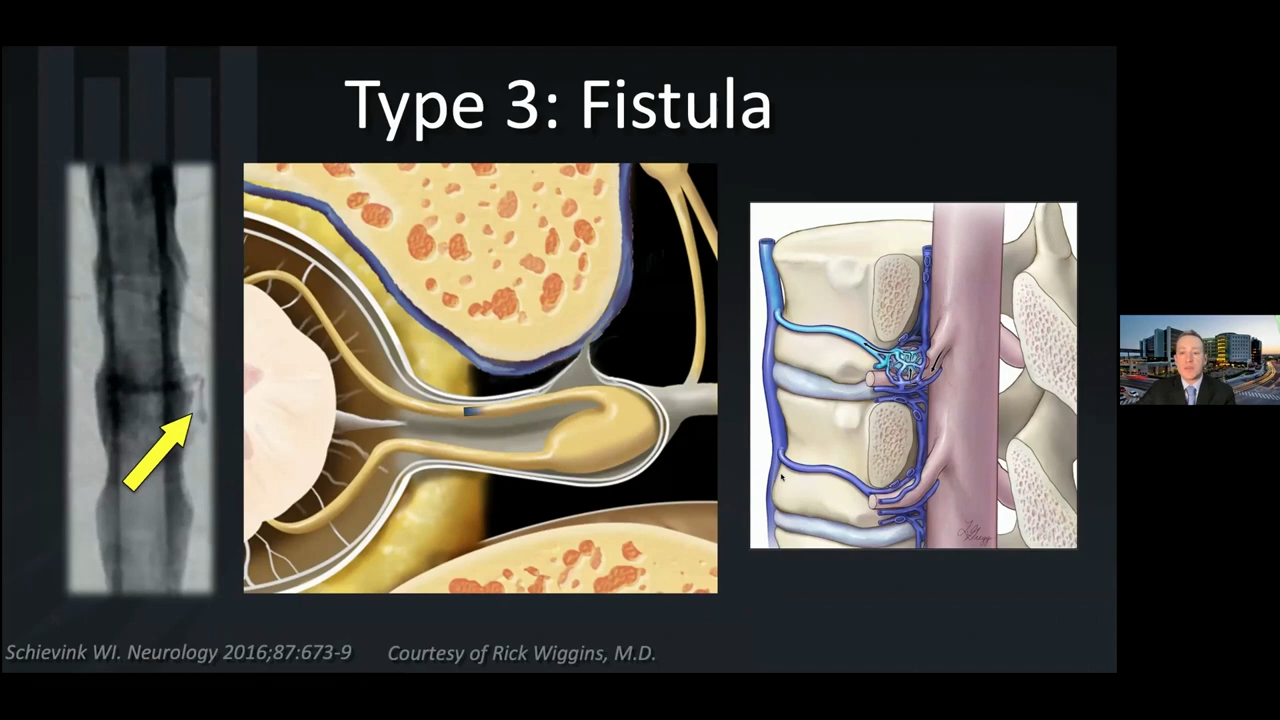 Type 3: Fistula
Schievink WI. Neurology 2016;87:673-9
Courtesy of Rick Wiggins, M.D.